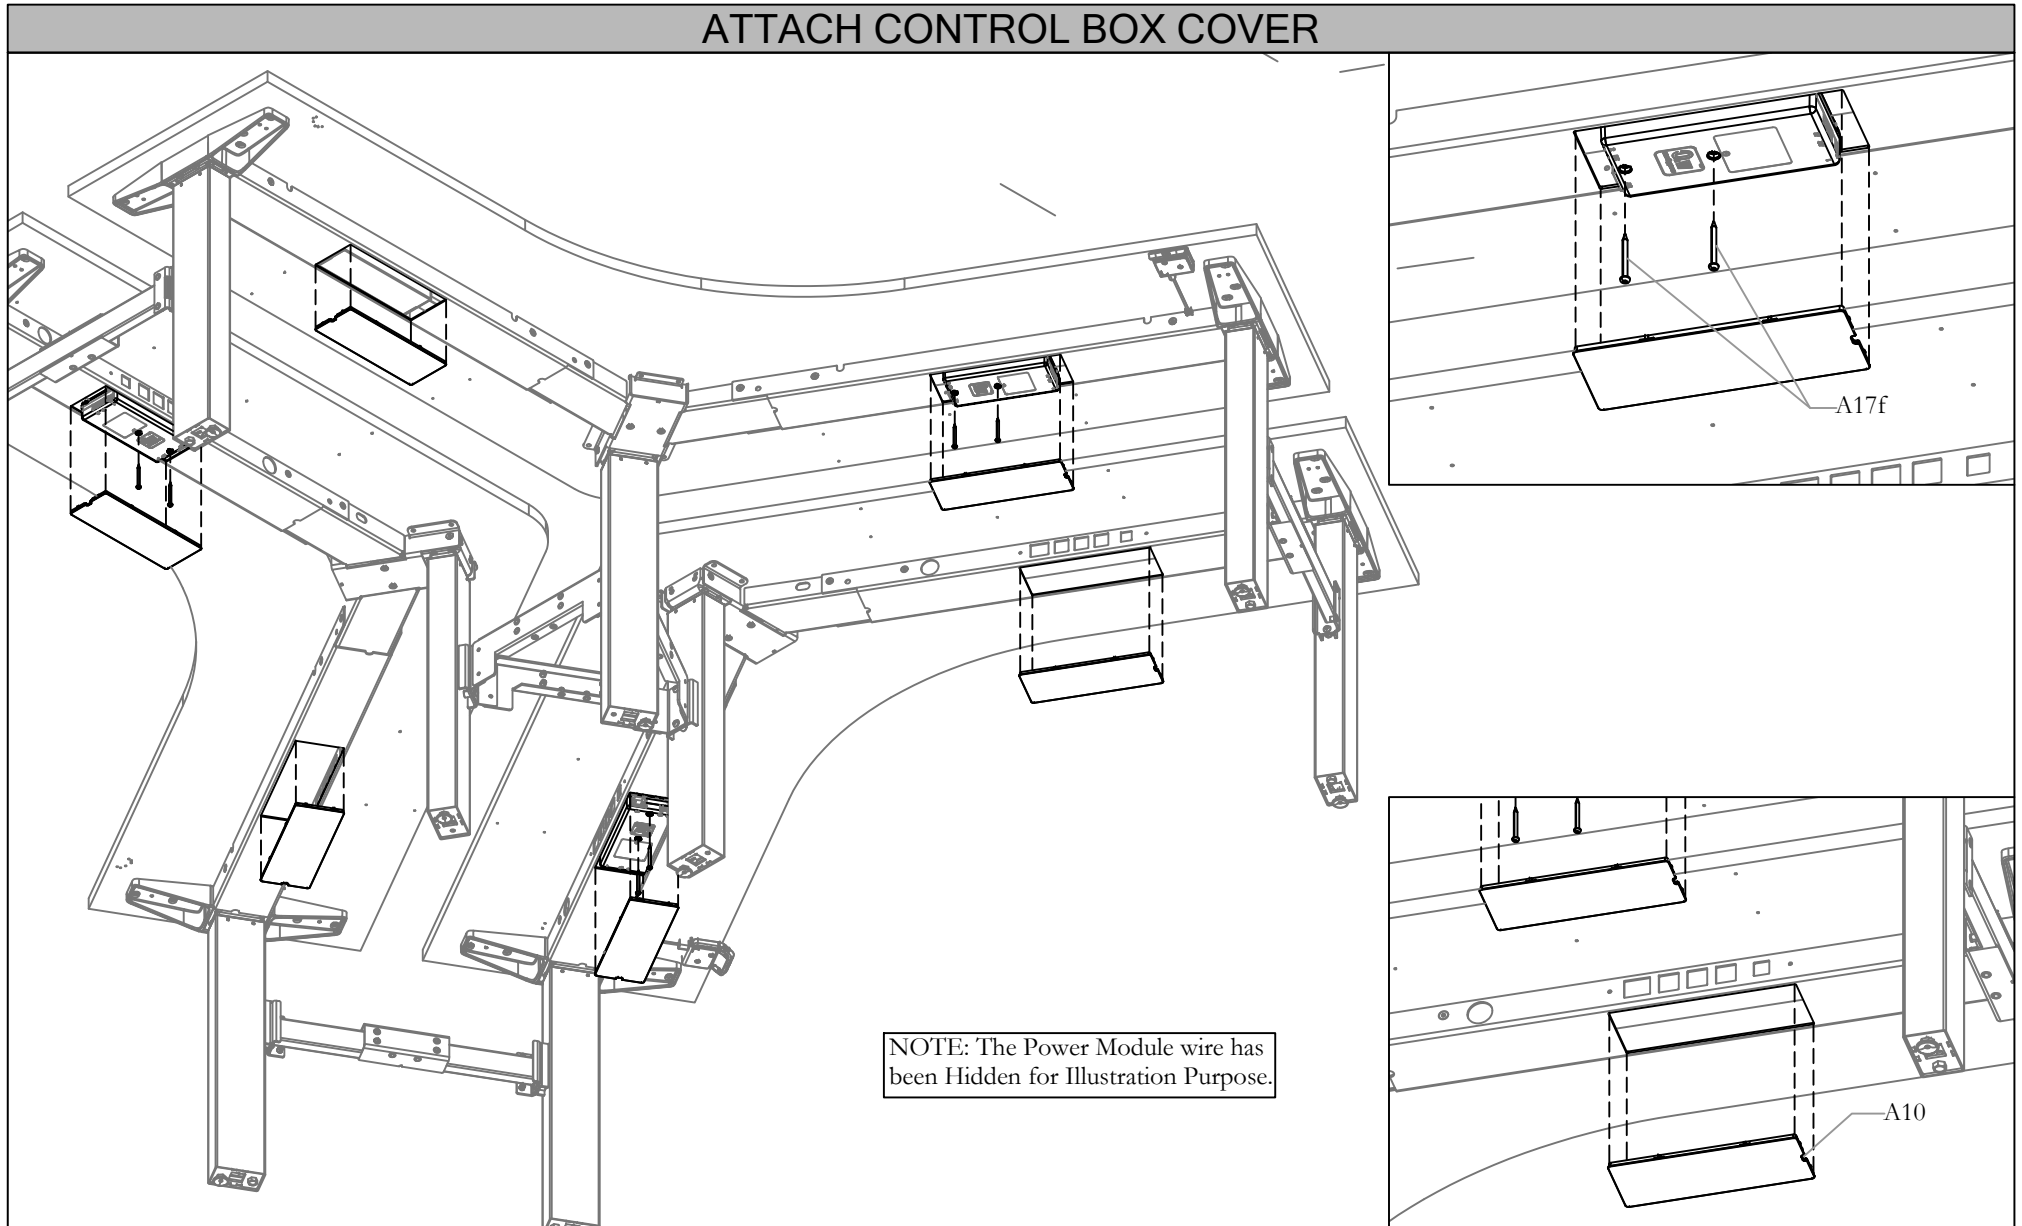 ATTACH CONTROL BOX COVER
A17f
NOTE: The Power Module wire has
been Hidden for Illustration Purpose.
A10